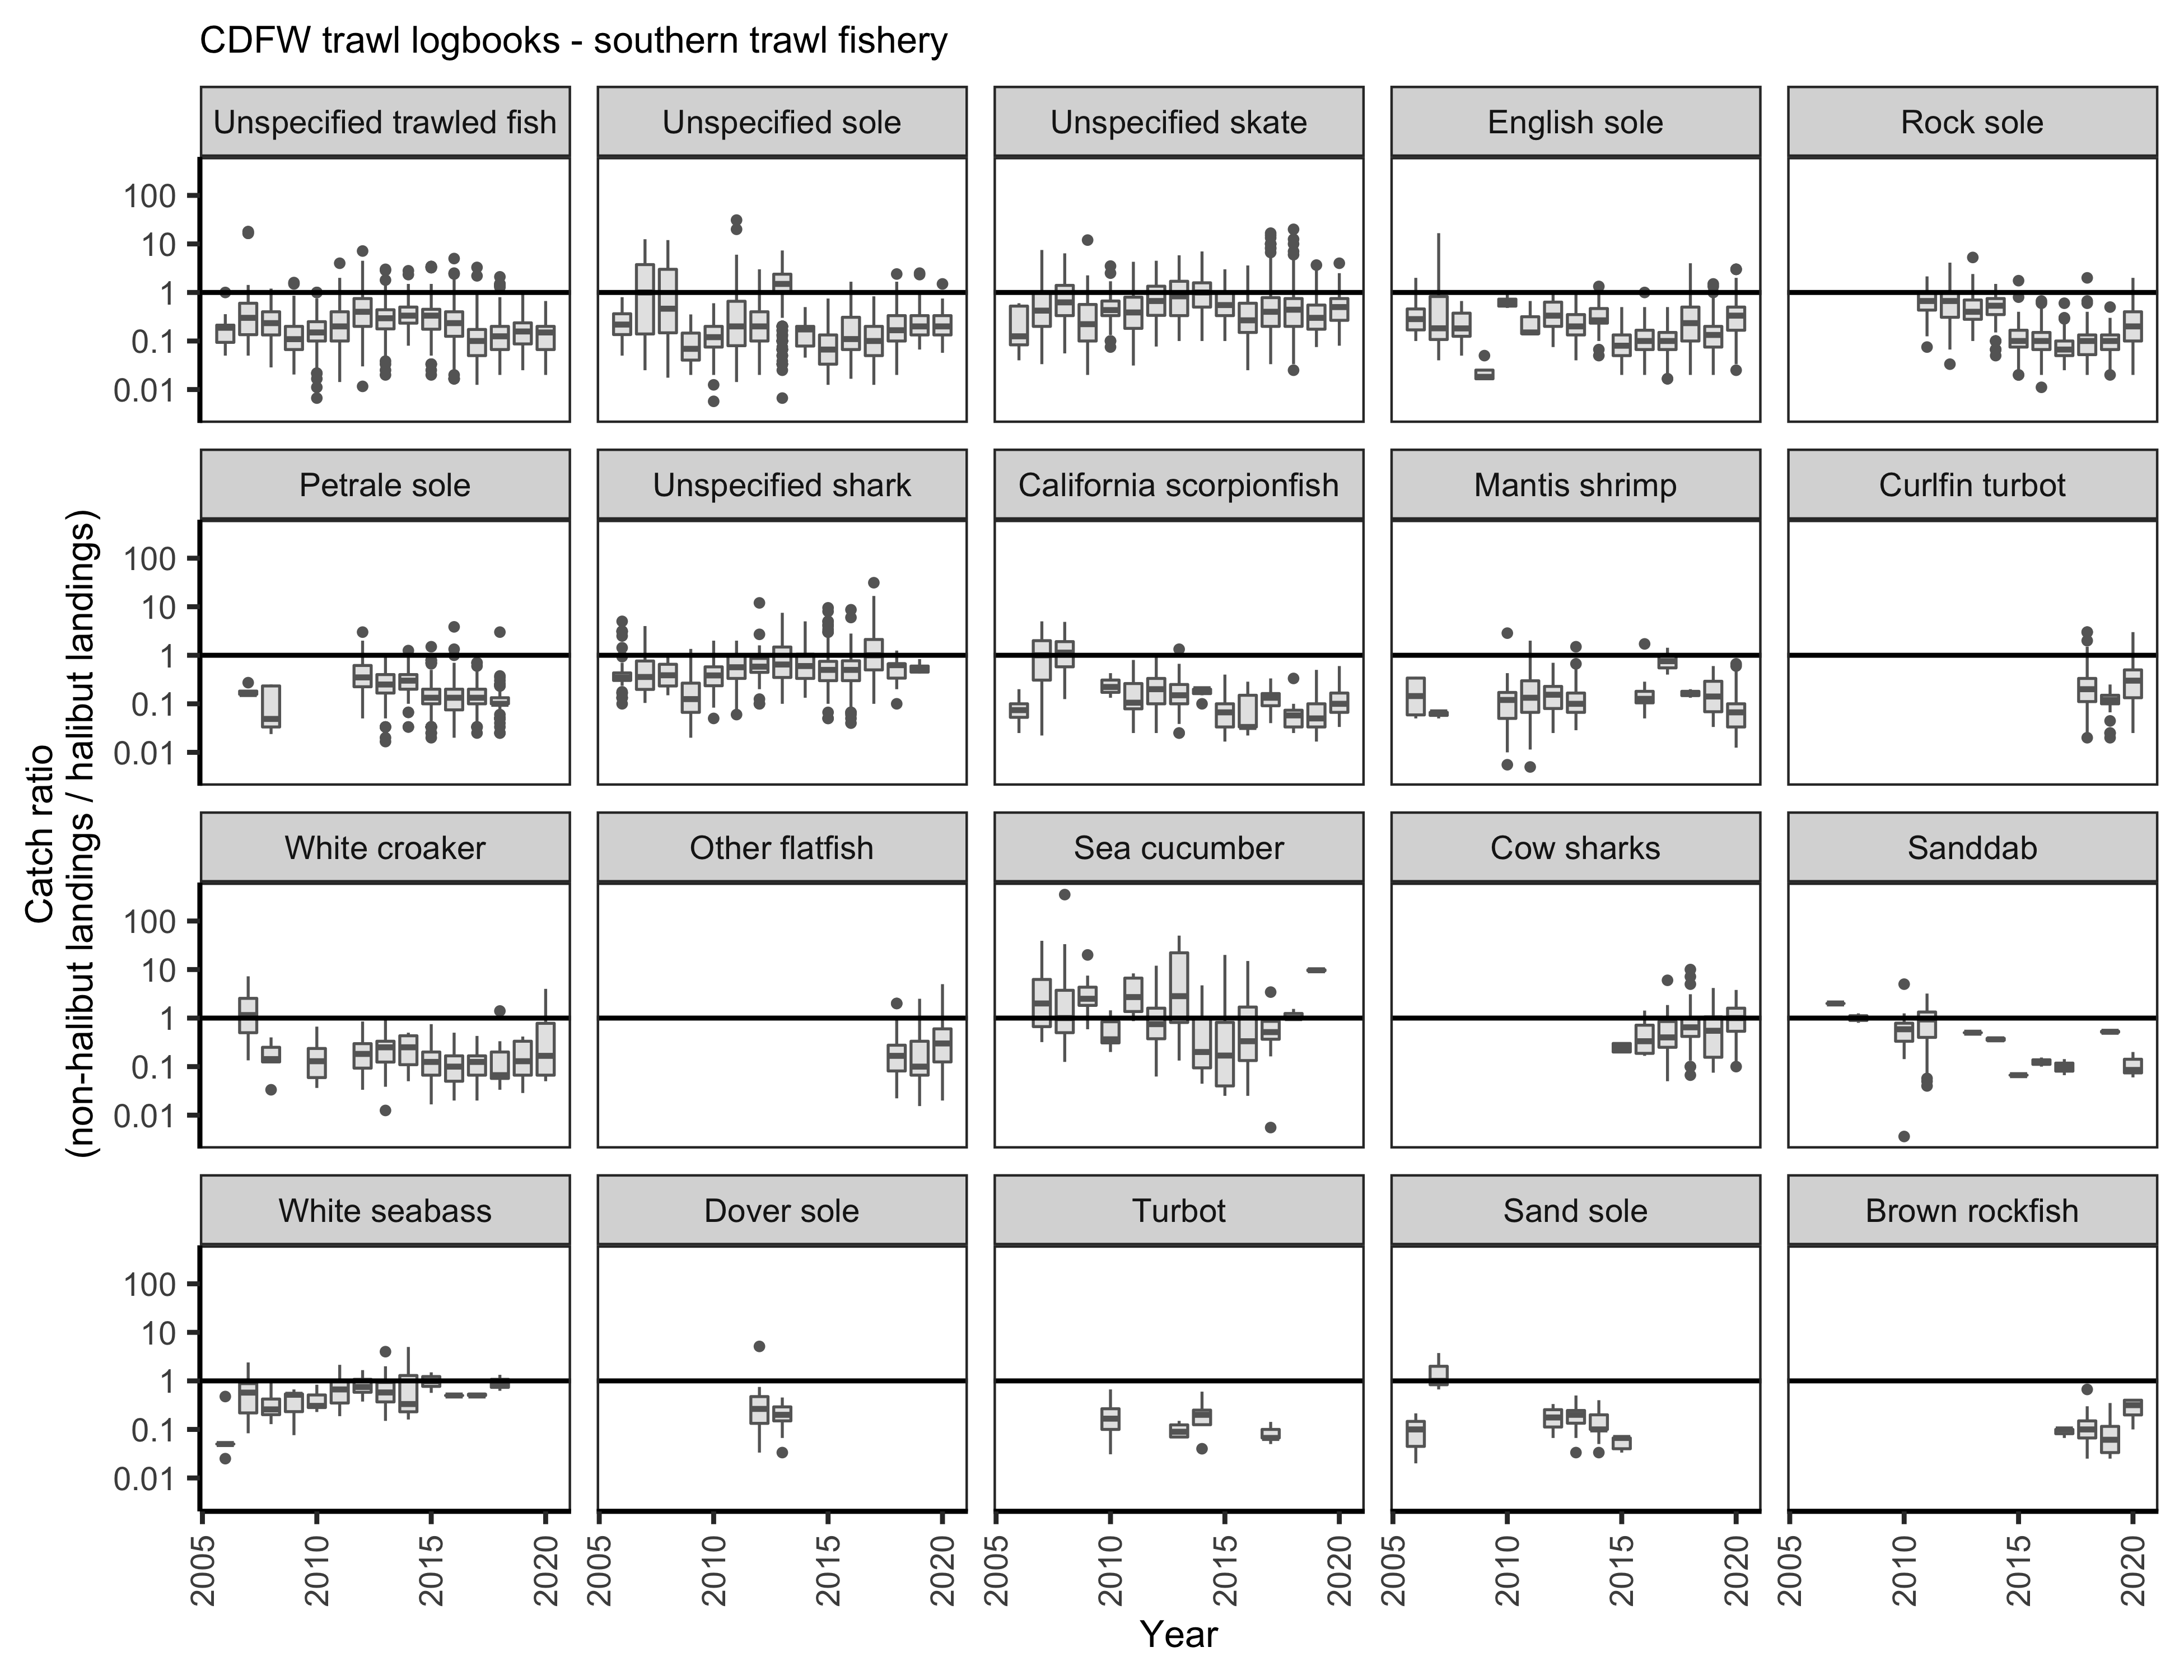 CDFW trawl logbooks - southern trawl fishery
Unspecified trawled fish
Unspecified sole
Unspecified skate
English sole
Rock sole
100
10
1
0.1
0.01
Petrale sole
Unspecified shark
California scorpionfish
Mantis shrimp
Curlfin turbot
100
10
1
0.1
0.01
Catch ratio
(non-halibut landings / halibut landings)
White croaker
Other flatfish
Sea cucumber
Cow sharks
Sanddab
100
10
1
0.1
0.01
White seabass
Dover sole
Turbot
Sand sole
Brown rockfish
100
10
1
0.1
0.01
2005
2010
2015
2020
2005
2010
2015
2020
2005
2010
2015
2020
2005
2010
2015
2020
2005
2010
2015
2020
Year